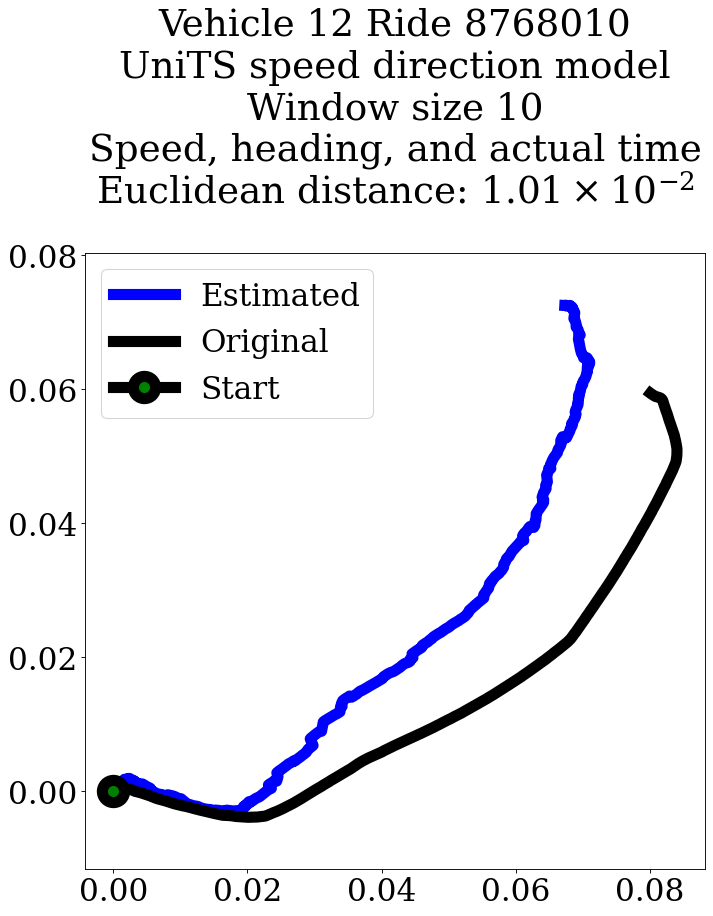 Vehicle 12 Ride 8768010
UniTS speed direction model
Window size 10
Speed, heading, and actual time
Euclidean distance: 1.01 × 10⁻²
0.08
0.06
0.04
0.02
0.00
Estimated
Original
Start
0.00 0.02 0.04 0.06 0.08